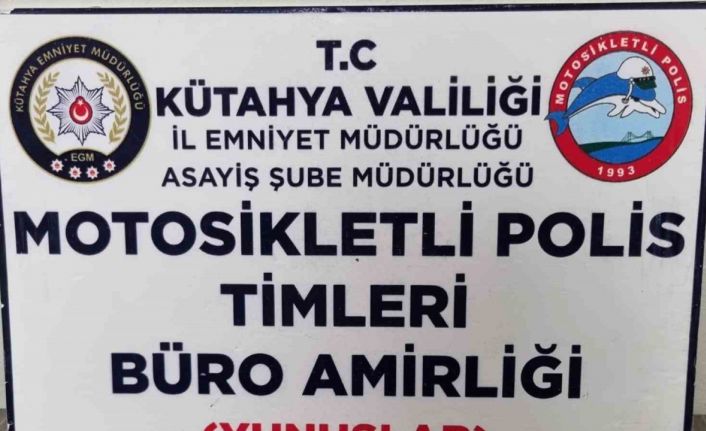 KÜTAHYA EMNİYET MÜDÜRLÜĞÜ
EGM
T.C
KÜTAHYA VALİLİĞİ
İL EMNİYET MÜDÜRLÜĞÜ
ASAYİŞ ŞUBE MÜDÜRLÜĞÜ
MOTOSİKLETLİ POLİS
1993
MOTOSİKLETLİ POLİS
TİMLERİ
BÜRO AMİRLİĞİ
(YUNUSLAR)